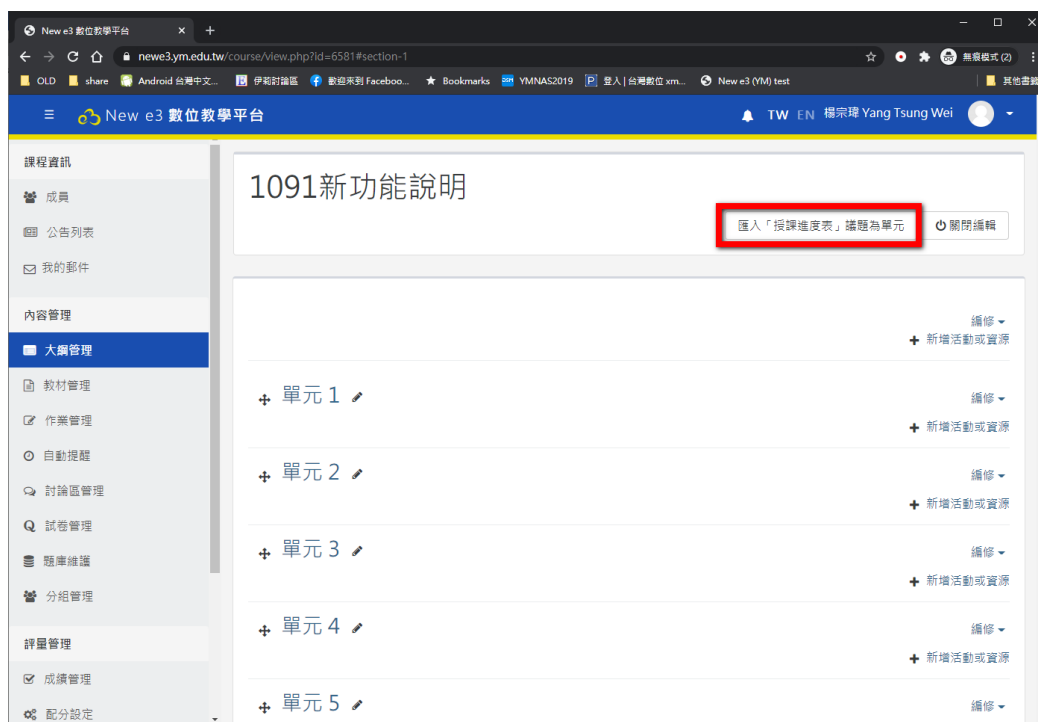 New e3 數位教學平台
newe3.ym.edu.tw/course/view.php?id=6581#section-1
無痕模式 (2)
OLD share Android 台灣中文... 伊莉討論區 歡迎來到 Faceboo... Bookmarks YMNAS2019 登入 | 台灣數位 xm... New e3 (YM) test 其他書籤
New e3 數位教學平台 TW EN 楊宗瑋 Yang Tsung Wei
課程資訊
成員
公告列表
我的郵件
內容管理
大綱管理
教材管理
作業管理
自動提醒
討論區管理
試卷管理
題庫維護
分組管理
評量管理
成績管理
配分設定
1091新功能說明
匯入「授課進度表」議題為單元 關閉編輯
編修
新增活動或資源
單元 1 編修
新增活動或資源
單元 2 編修
新增活動或資源
單元 3 編修
新增活動或資源
單元 4 編修
新增活動或資源
單元 5 編修